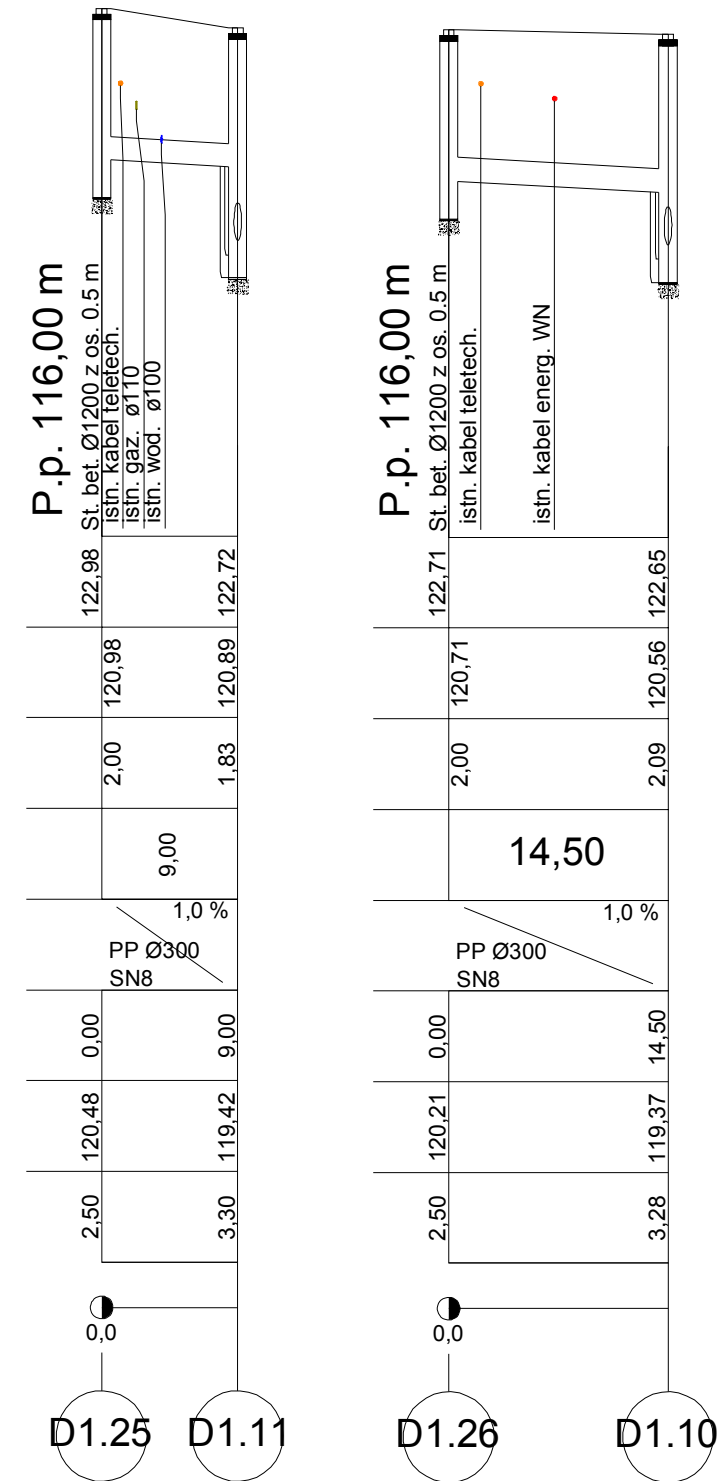 P.p. 116,00 m
St. bet. Ø1200 z os. 0.5 m
istn. kabel teletech.
istn. gaz. ø110
istn. wod. ø100
122,98
122,72
120,98
120,89
2,00
1,83
9,00
1,0 %
PP Ø300
SN8
0,00
9,00
120,48
119,42
2,50
3,30
0,0
D1.25
D1.11
P.p. 116,00 m
St. bet. Ø1200 z os. 0.5 m
istn. kabel teletech.
istn. kabel energ. WN
122,71
122,65
120,71
120,56
2,00
2,09
14,50
1,0 %
PP Ø300
SN8
0,00
14,50
120,21
119,37
2,50
3,28
0,0
D1.26
D1.10